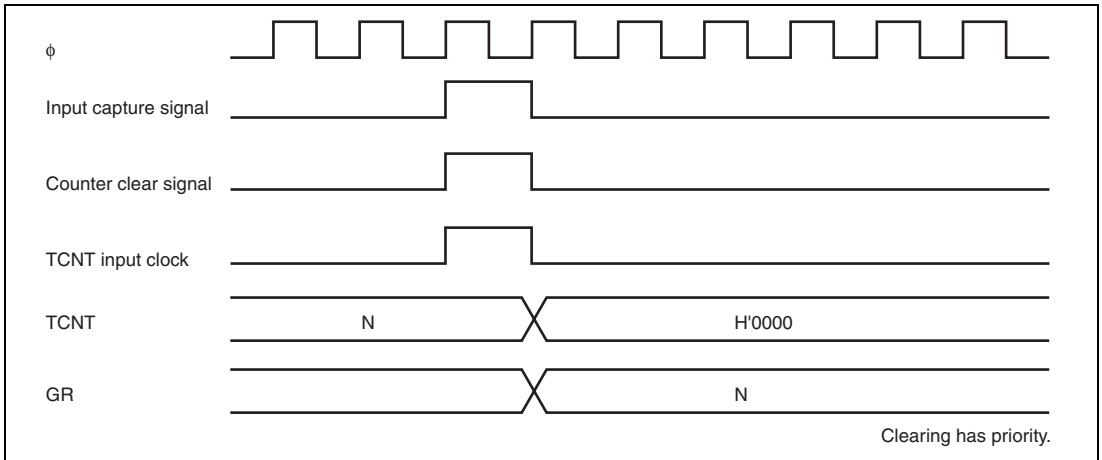 ϕ
Input capture signal
Counter clear signal
TCNT input clock
TCNT N H'0000
GR N
Clearing has priority.